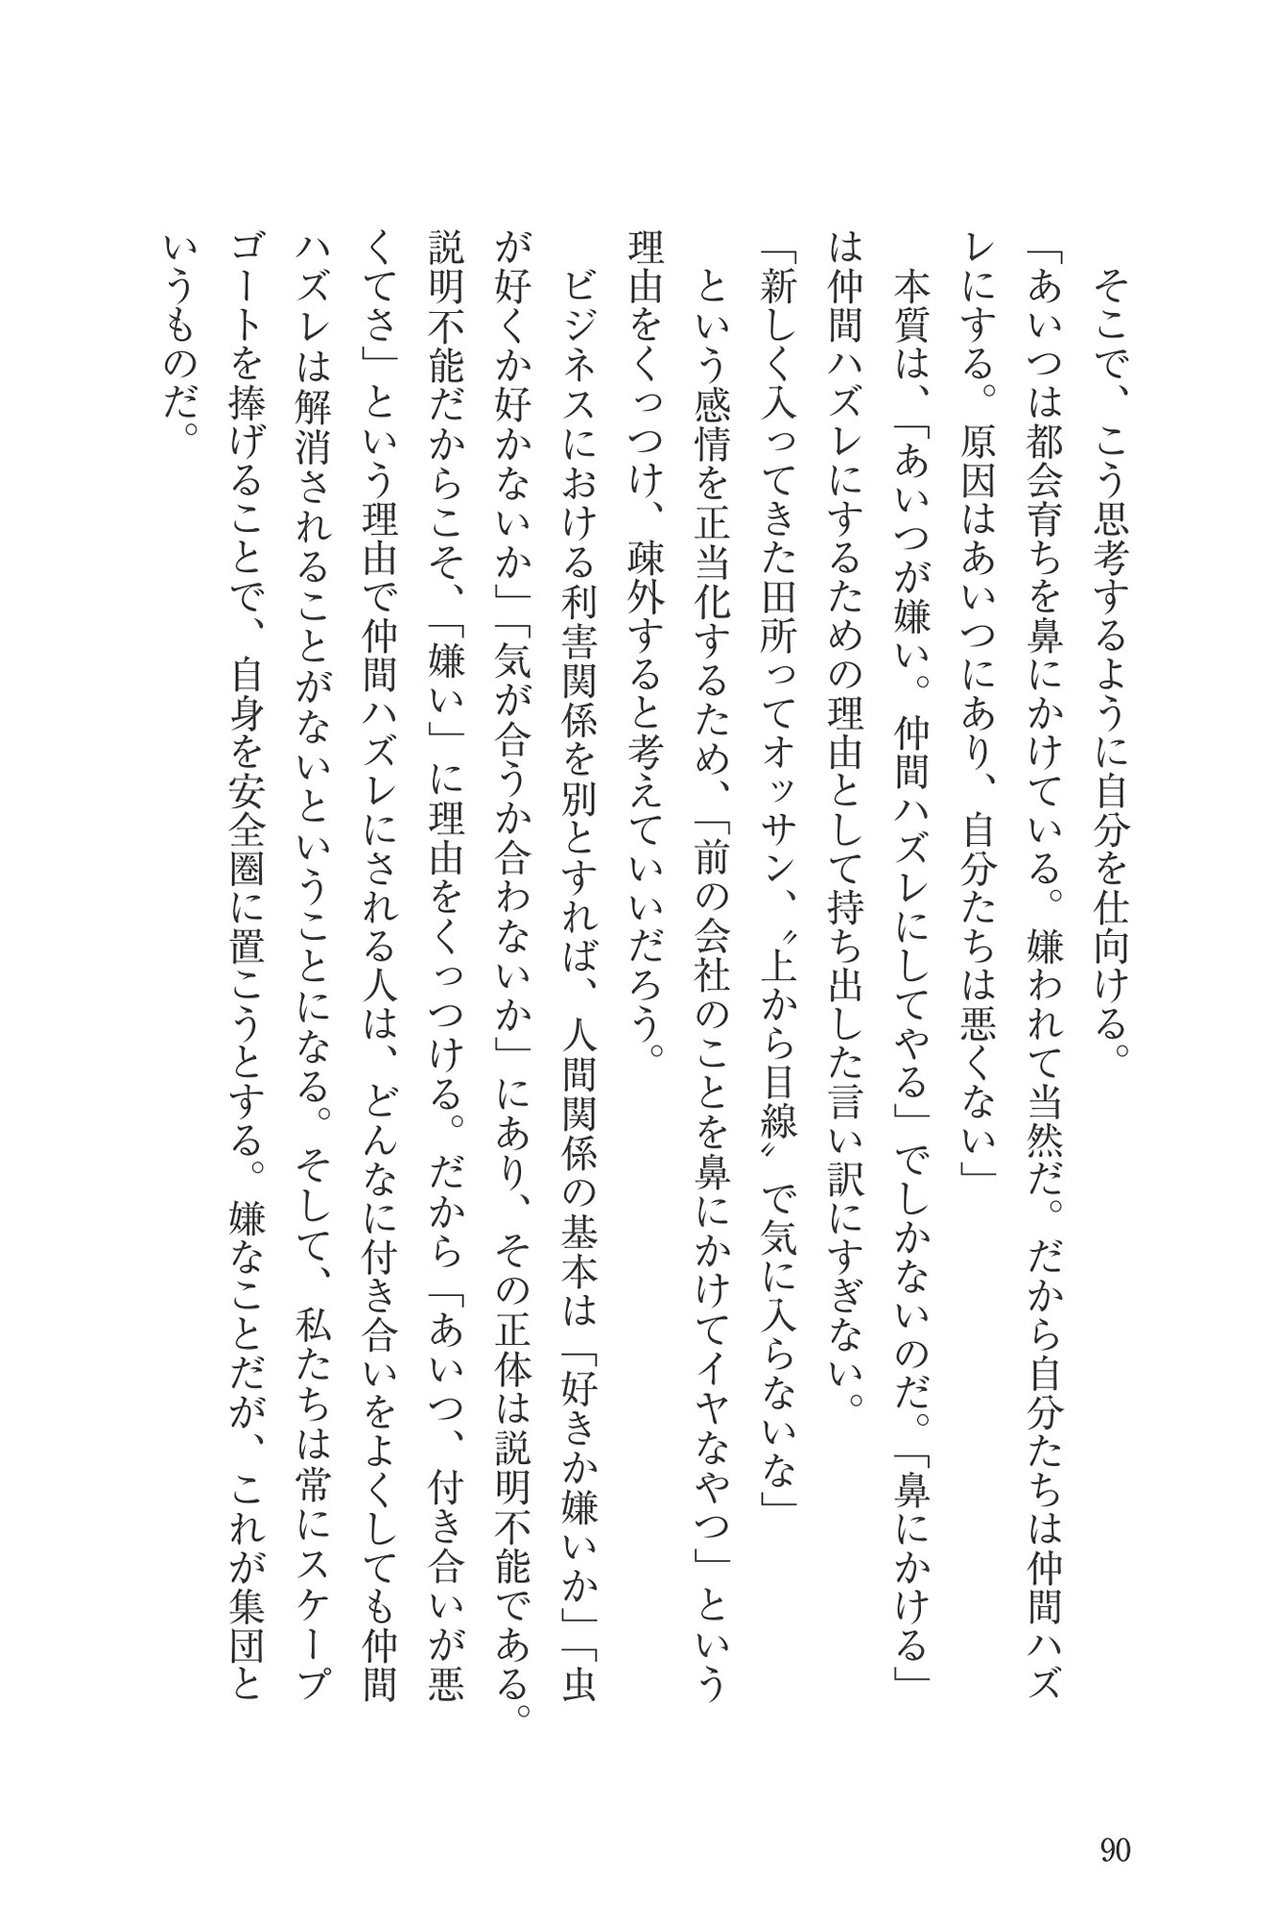 そこで、こう思考するように自分を仕向ける。
「あいつは都会育ちを鼻にかけている。嫌われて当然だ。だから自分たちは仲間ハズ
レにする。原因はあいつにあり、自分たちは悪くない」
　本質は、「あいつが嫌い。仲間ハズレにしてやる」でしかないのだ。「鼻にかける」
は仲間ハズレにするための理由として持ち出した言い訳にすぎない。
「新しく入ってきた田所ってオッサン、〝上から目線〟で気に入らないな」
　という感情を正当化するため、「前の会社のことを鼻にかけてイヤなやつ」という
理由をくっつけ、疎外すると考えていいだろう。
　ビジネスにおける利害関係を別とすれば、人間関係の基本は「好きか嫌いか」「虫
が好くか好かないか」「気が合うか合わないか」にあり、その正体は説明不能である。
説明不能だからこそ、「嫌い」に理由をくっつける。だから「あいつ、付き合いが悪
くてさ」という理由で仲間ハズレにされる人は、どんなに付き合いをよくしても仲間
ハズレは解消されることがないということになる。そして、私たちは常にスケープ
ゴートを捧げることで、自身を安全圏に置こうとする。嫌なことだが、これが集団と
いうものだ。
90